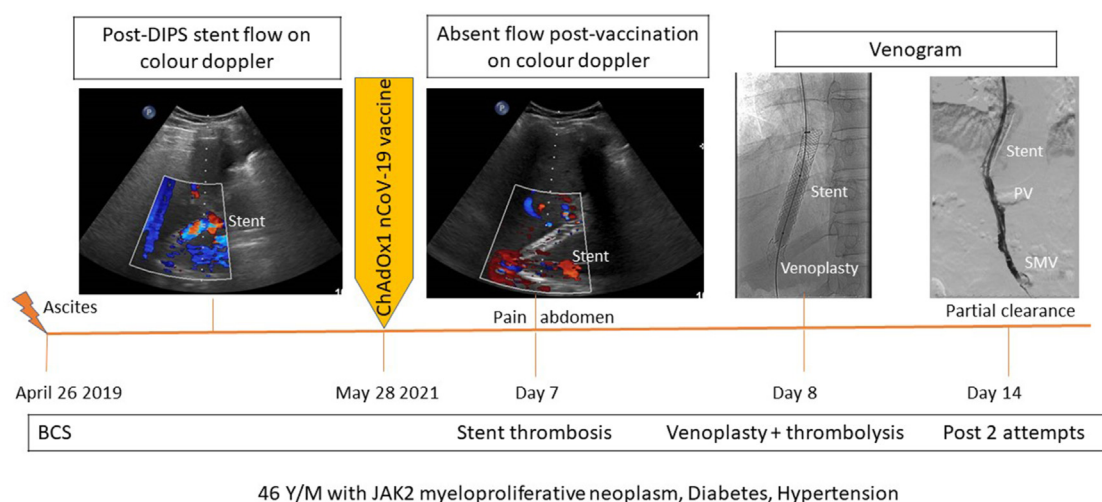 Post-DIPS stent flow on
colour doppler
Absent flow post-vaccination
on colour doppler
Venogram
ChAdOx1 nCoV-19 vaccine
P
Stent
P
Stent
Stent
Venoplasty
Stent
PV
SMV
Ascites
Pain abdomen
Partial clearance
April 26 2019
May 28 2021
Day 7
Day 8
Day 14
BCS
Stent thrombosis
Venoplasty + thrombolysis
Post 2 attempts
46 Y/M with JAK2 myeloproliferative neoplasm, Diabetes, Hypertension